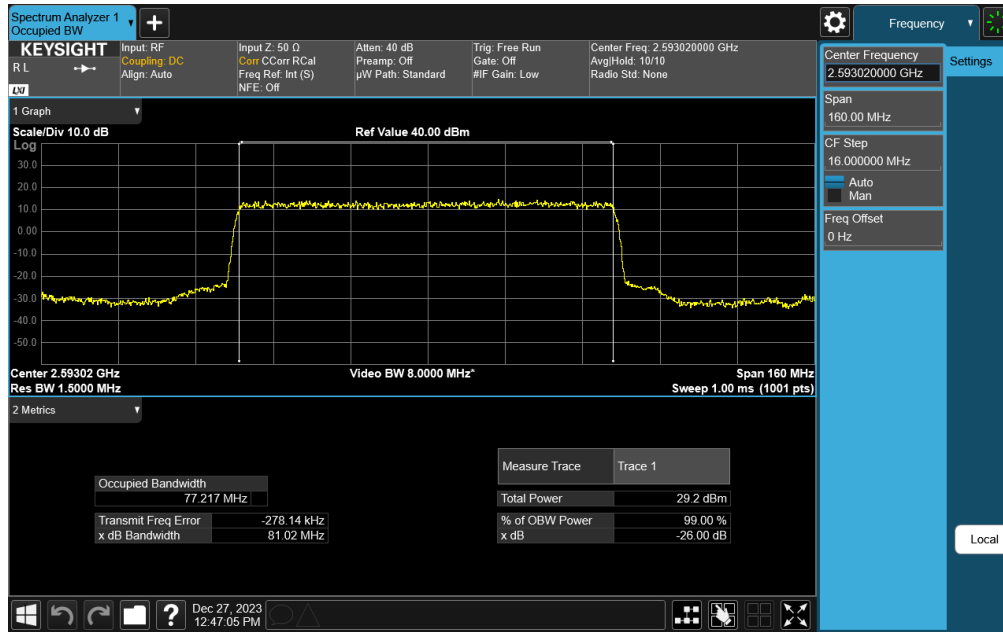 Spectrum Analyzer 1
Occupied BW
Frequency
KEYSIGHT
R L
LXI
Input: RF
Coupling: DC
Align: Auto
Input Z: 50 Ω
Corr CCorr RCal
Freq Ref: Int (S)
NFE: Off
Atten: 40 dB
Preamp: Off
µW Path: Standard
Trig: Free Run
Gate: Off
#IF Gain: Low
Center Freq: 2.593020000 GHz
Avg|Hold: 10/10
Radio Std: None
Center Frequency
2.593020000 GHz
Settings
Span
160.00 MHz
CF Step
16.000000 MHz
Auto
Man
Freq Offset
0 Hz
1 Graph
Scale/Div 10.0 dB
Ref Value 40.00 dBm
Log
30.0
20.0
10.0
0.00
-10.0
-20.0
-30.0
-40.0
-50.0
Center 2.59302 GHz
Video BW 8.0000 MHz*
Span 160 MHz
Res BW 1.5000 MHz
Sweep 1.00 ms (1001 pts)
2 Metrics
Measure Trace
Trace 1
Occupied Bandwidth
77.217 MHz
Total Power
29.2 dBm
Transmit Freq Error
-278.14 kHz
% of OBW Power
99.00 %
x dB Bandwidth
81.02 MHz
x dB
-26.00 dB
Local
?
Dec 27, 2023
12:47:05 PM